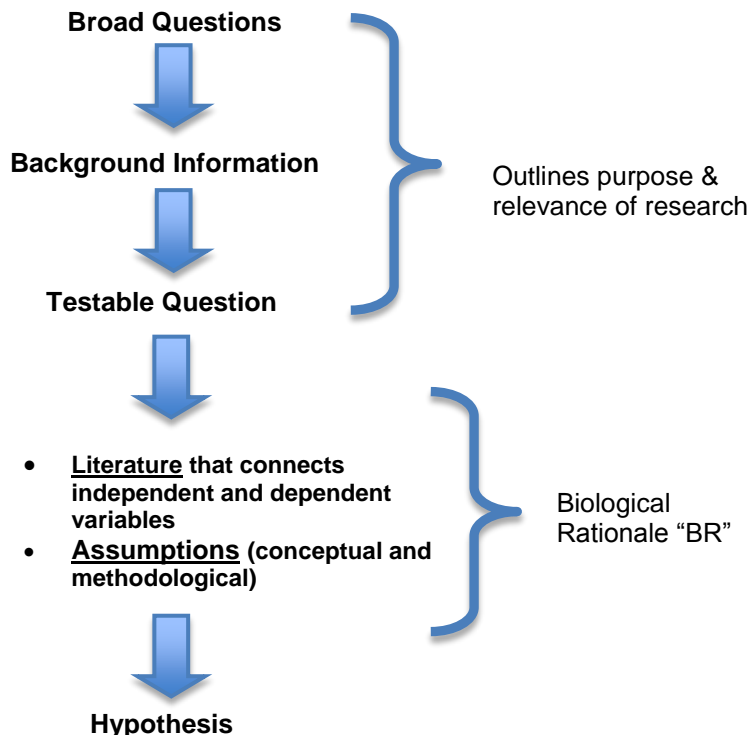 Broad Questions
Background Information
Outlines purpose &
relevance of research
Testable Question
• Literature that connects
independent and dependent
variables
• Assumptions (conceptual and
methodological)
Biological
Rationale “BR”
Hypothesis